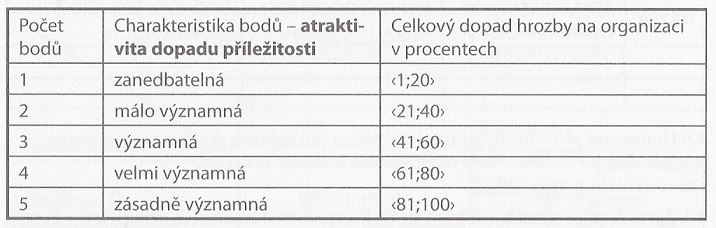 Počet bodů
Charakteristika bodů – atrakti-
vita dopadu příležitosti
Celkový dopad hrozby na organizaci
v procentech
1 zanedbatelná ‹1;20›
2 málo významná ‹21;40›
3 významná ‹41;60›
4 velmi významná ‹61;80›
5 zásadně významná ‹81;100›